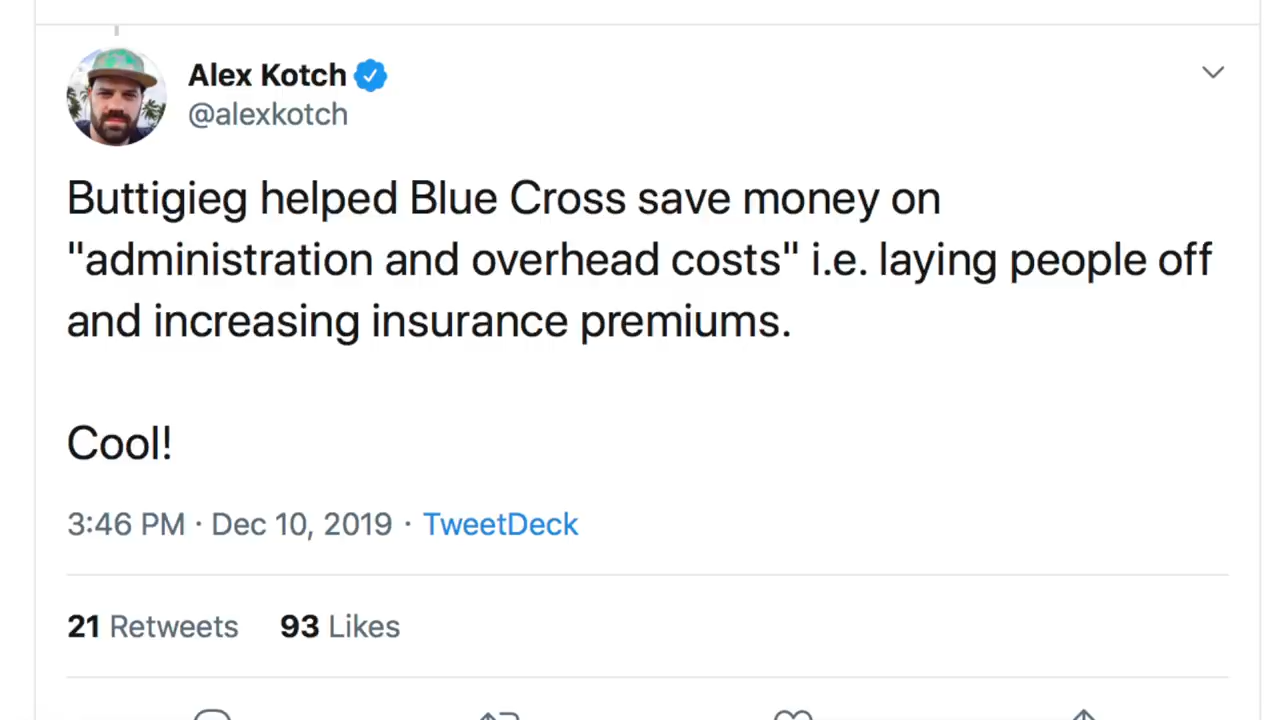 Alex Kotch
@alexkotch
Buttigieg helped Blue Cross save money on
"administration and overhead costs" i.e. laying people off
and increasing insurance premiums.
Cool!
3:46 PM · Dec 10, 2019 · TweetDeck
21 Retweets 93 Likes